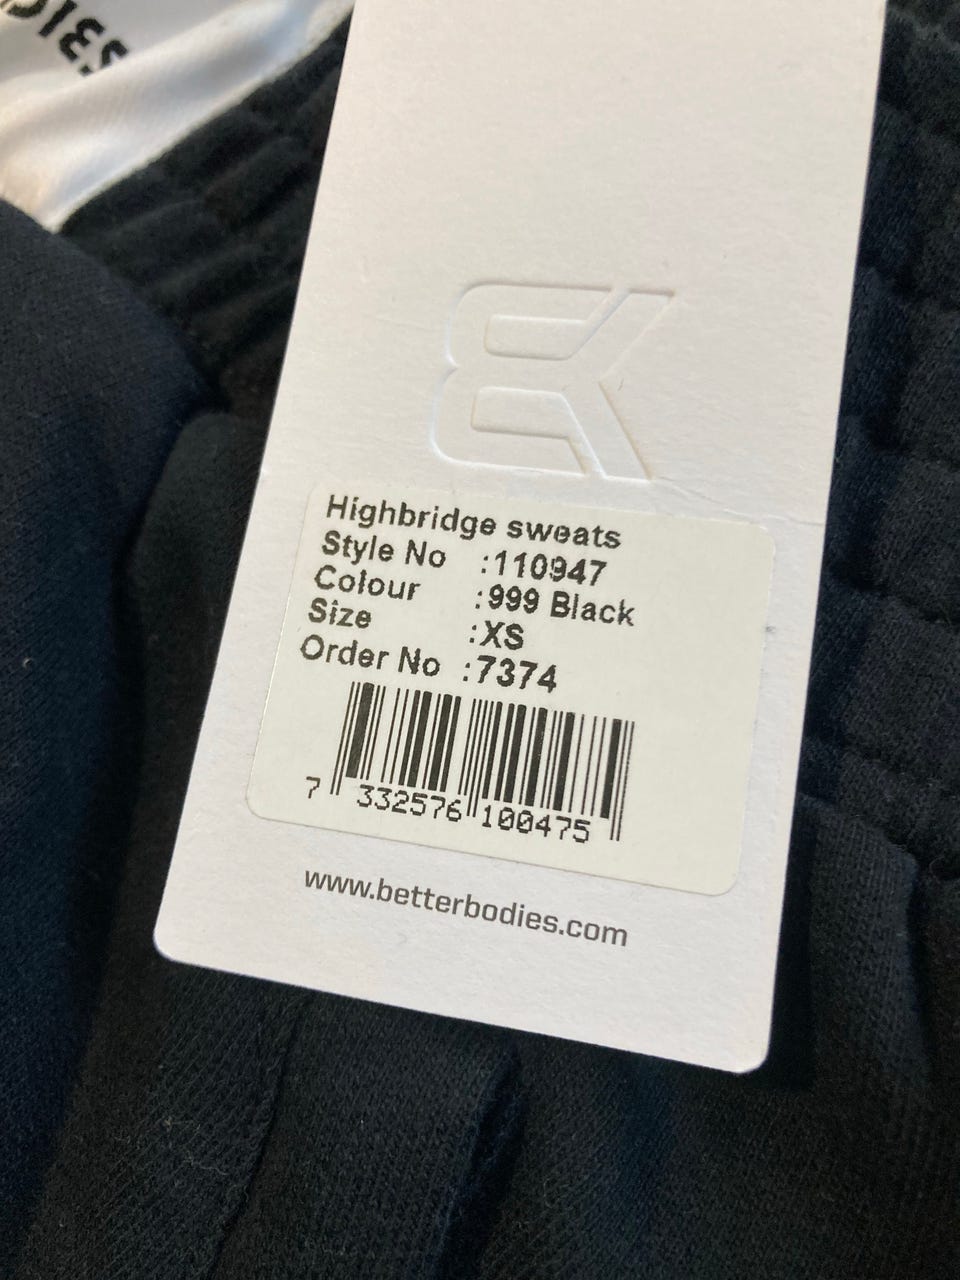 DIES
Highbridge sweats
Style No :110947
Colour :999 Black
Size :XS
Order No :7374
7 332576 100475
www.betterbodies.com